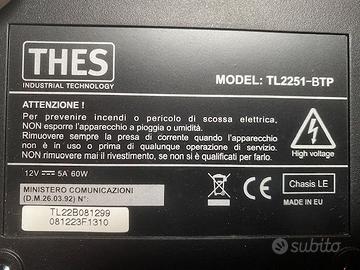 THES
INDUSTRIAL TECHNOLOGY
MODEL: TL2251-BTP
ATTENZIONE !
Per prevenire incendi o pericolo di scossa elettrica,
NON esporre l'apparecchio a pioggia o umidità.
Rimuovere sempre la presa di corrente quando l'apparecchio
non è in uso o prima di qualunque operazione di servizio.
Non rimuovere mai il rivestimento, se non si è qualificati per farlo.
High voltage
12V 5A 60W
MINISTERO COMUNICAZIONI
(D.M.26.03.92) N°:
TL22B081299
081223F1310
CE
Chasis LE
MADE IN EU
subito